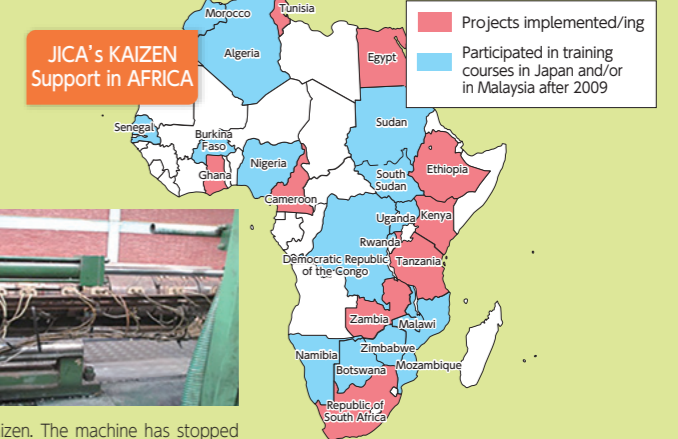 JICA's KAIZEN
Support in AFRICA
Projects implemented/ing
Participated in training
courses in Japan and/or
in Malaysia after 2009
Morocco
Tunisia
Algeria
Egypt
Senegal
Burkina
Faso
Sudan
Nigeria
Ghana
Ethiopia
South
Sudan
Cameroon
Uganda
Kenya
Rwanda
Democratic Republic
of the Congo
Tanzania
Zambia
Malawi
Zimbabwe
Namibia
Mozambique
Botswana
Republic of
South Africa
izen. The machine has stopped